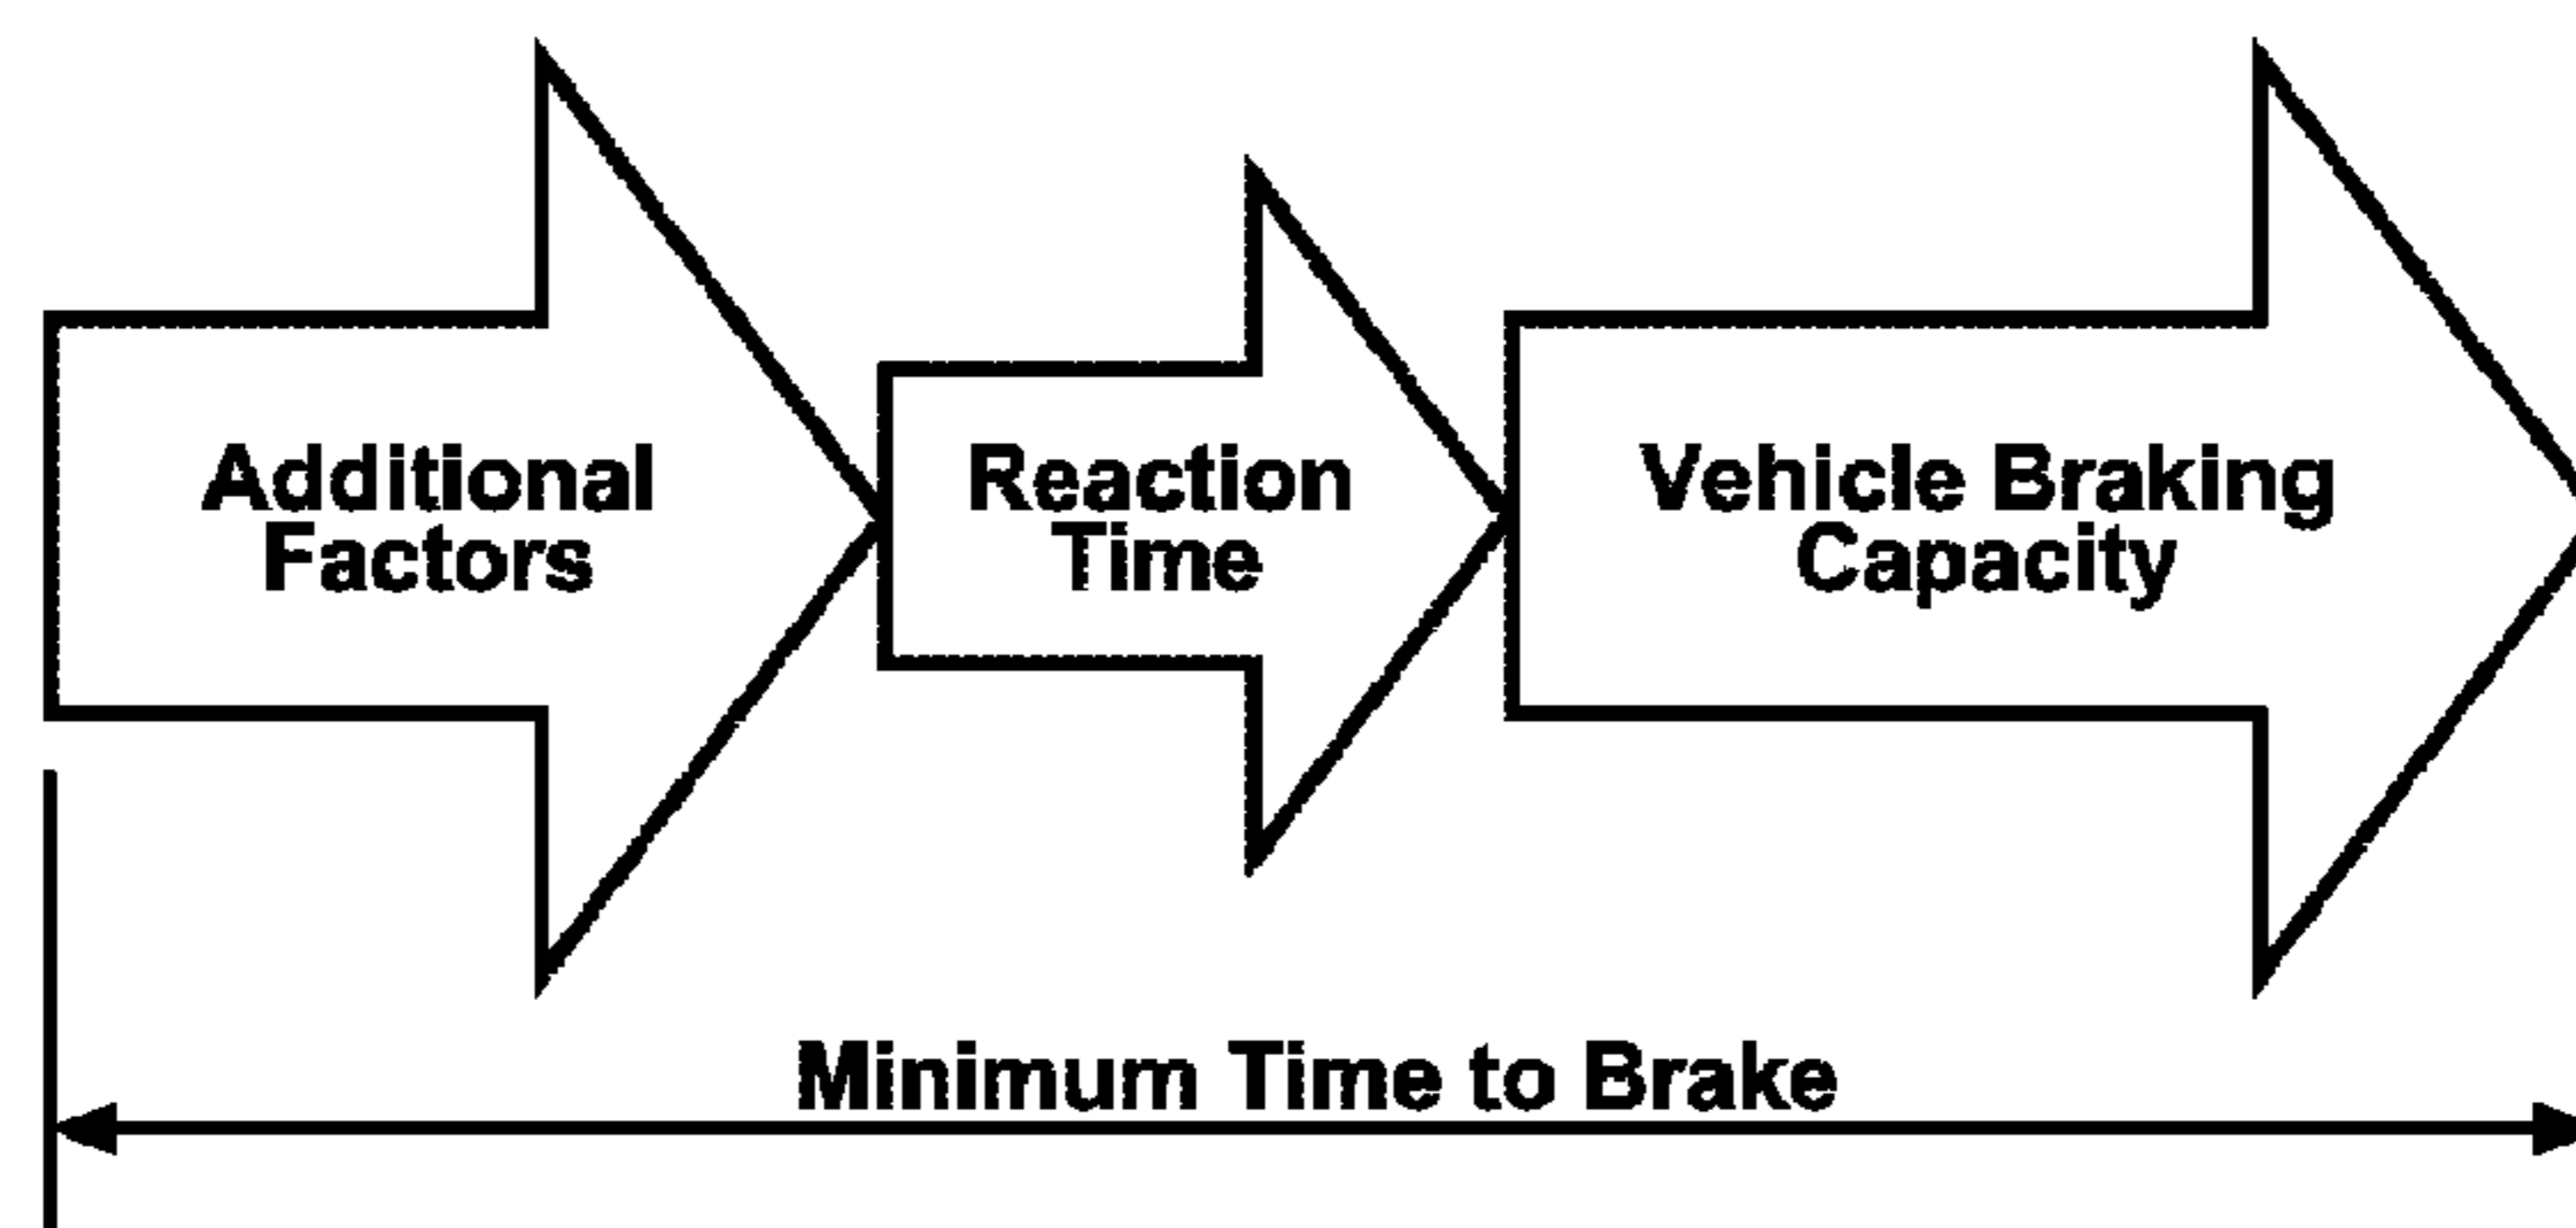 Additional
Factors
Reaction
Time
Vehicle Braking
Capacity
Minimum Time to Brake